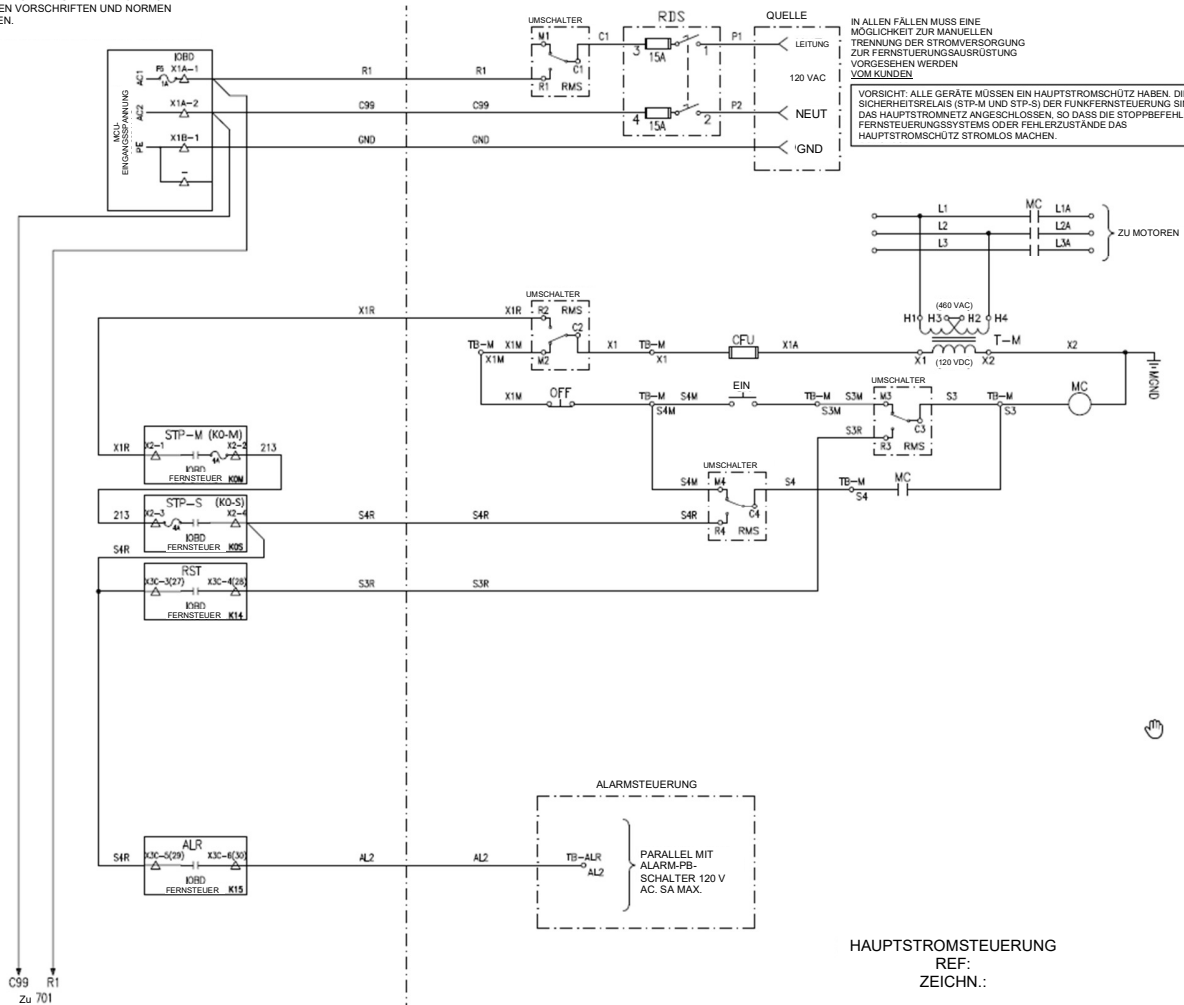 EN VORSCHRIFTEN UND NORMEN
EN.
UMSCHALTER
RDS
QUELLE
IN ALLEN FÄLLEN MUSS EINE
MÖGLICHKEIT ZUR MANUELLEN
TRENNUNG DER STROMVERSORGUNG
ZUR FERNSTUERUNGSAUSRÜSTUNG
VORGESEHEN WERDEN
VOM KUNDEN
VORSICHT: ALLE GERÄTE MÜSSEN EIN HAUPTSTROMSCHÜTZ HABEN. DIE
SICHERHEITSRELAIS (STP-M UND STP-S) DER FUNKFERNSTEUERUNG SI
DAS HAUPTSTROMNETZ ANGESCHLOSSEN, SO DASS DIE STOPPBEFEHL
FERNSTEUERUNGSSYSTEMS ODER FEHLERZUSTÄNDE DAS
HAUPTSTROMSCHÜTZ STROMLOS MACHEN.
M1
C1
3
15A
1
P1
LEITUNG
C1
R1
RMS
120 VAC
4
15A
2
P2
NEUT
GND
IOBD
MCU-
EINGANGSSPANNUNG
AC1
F5
1A
X1A-1
R1
R1
AC2
X1A-2
C99
C99
PE
X1B-1
GND
GND
–
L1
MC
L1A
L2
L2A
L3
L3A
ZU MOTOREN
(460 VAC)
H1
H3
H2
H4
T-M
X1
(120 VDC)
X2
X2
MGND
UMSCHALTER
X1R
X1R
R2
RMS
C2
TB-M
X1M
X1M
M2
X1
TB-M
X1
CFU
X1A
X1M
OFF
TB-M
S4M
S4M
EIN
TB-M
S3M
S3M
UMSCHALTER
M3
C3
S3
TB-M
S3
MC
S3R
R3
RMS
STP-M (K0-M)
X1R
X2-1
X2-2
4A
213
IOBD
FERNSTEUER
K0M
STP-S (K0-S)
213
X2-3
4A
X2-4
IOBD
FERNSTEUER
K0S
S4R
S4R
S4R
UMSCHALTER
S4M
M4
S4
TB-M
S4
MC
C4
S4R
R4
RMS
RST
X3C-3(27)
X3C-4(28)
S3R
S3R
IOBD
FERNSTEUER
K14
ALARMSTEUERUNG
ALR
S4R
X3C-5(29)
X3C-6(30)
AL2
AL2
TB-ALR
AL2
IOBD
FERNSTEUER
K15
PARALLEL MIT
ALARM-PB-
SCHALTER 120 V
AC. SA MAX.
HAUPTSTROMSTEUERUNG
REF:
ZEICHN.:
C99
R1
Zu 701